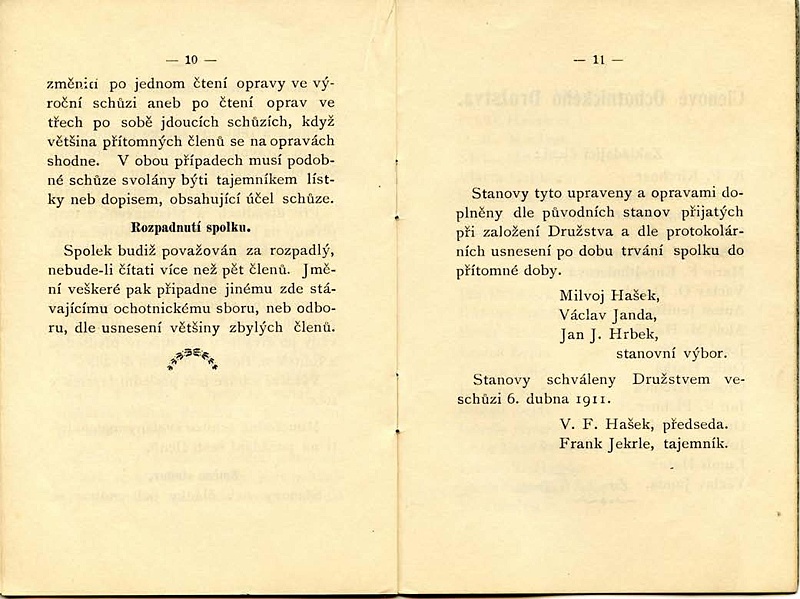 — 10 —
změnící po jednom čtení opravy ve vý-
roční schůzi aneb po čtení oprav ve
třech po sobě jdoucích schůzích, když
většina přítomných členů se na opravách
shodne. V obou případech musí podob-
né schůze svolány býti tajemníkem líst-
ky neb dopisem, obsahující účel schůze.
Rozpadnutí spolku.
Spolek budiž považován za rozpadlý,
nebude-li čítati více než pět členů. Jmě-
ní veškeré pak připadne jinému zde stá-
vajícímu ochotnickému sboru, neb odbo-
ru, dle usnesení většiny zbylých členů.
— 11 —
Stanovy tyto upraveny a opravami do-
plněny dle původních stanov přijatých
při založení Družstva a dle protokolár-
ních usnesení po dobu trvání spolku do
přítomné doby.
Milvoj Hašek,
Václav Janda,
Jan J. Hrbek,
stanovní výbor.
Stanovy schváleny Družstvem ve-
schůzi 6. dubna 1911.
V. F. Hašek, předseda.
Frank Jekrle, tajemník.